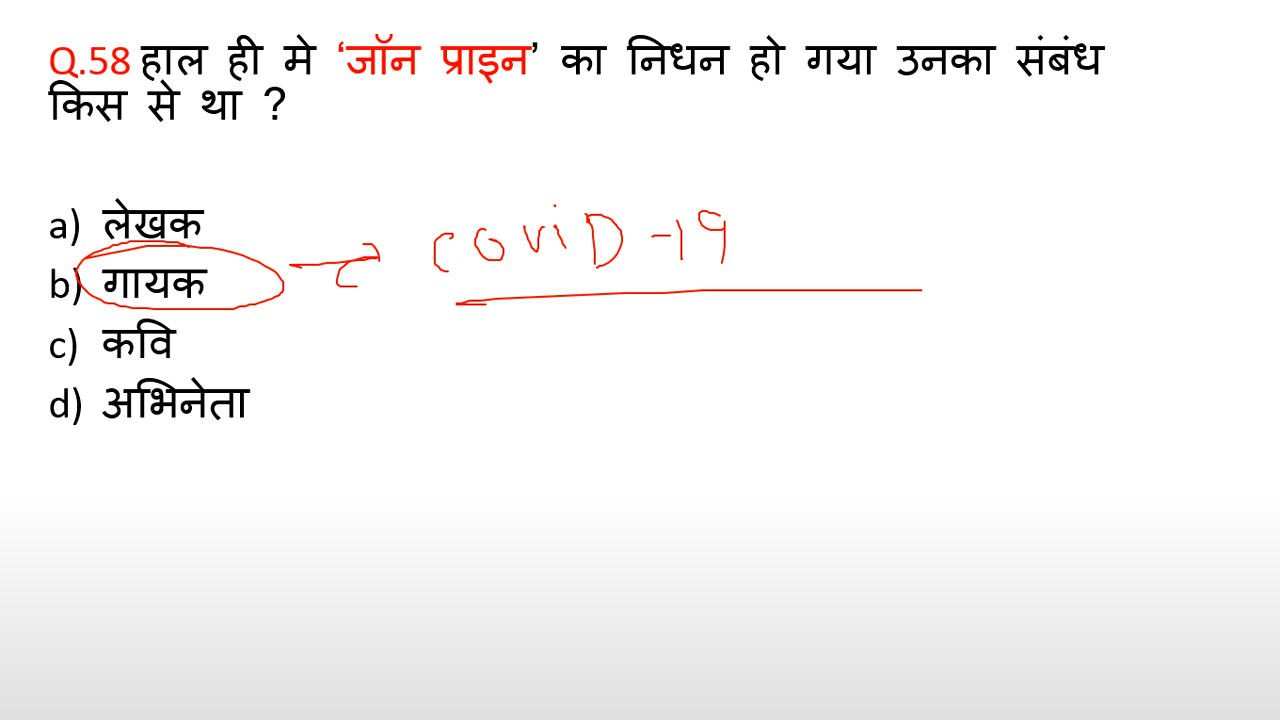 Q.58 हाल ही मे ‘जॉन प्राइन’ का निधन हो गया उनका संबंध
किस से था ?
a) लेखक
b) गायक
COVID-19
c) कवि
d) अभिनेता